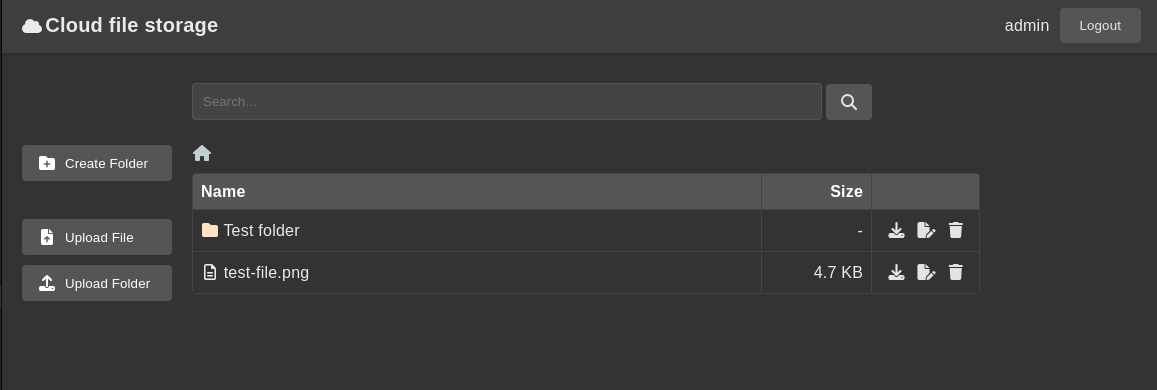 Cloud file storage
admin
Logout
Search...
Create Folder
Name
Size
Upload File
Test folder
-
Upload Folder
test-file.png
4.7 KB